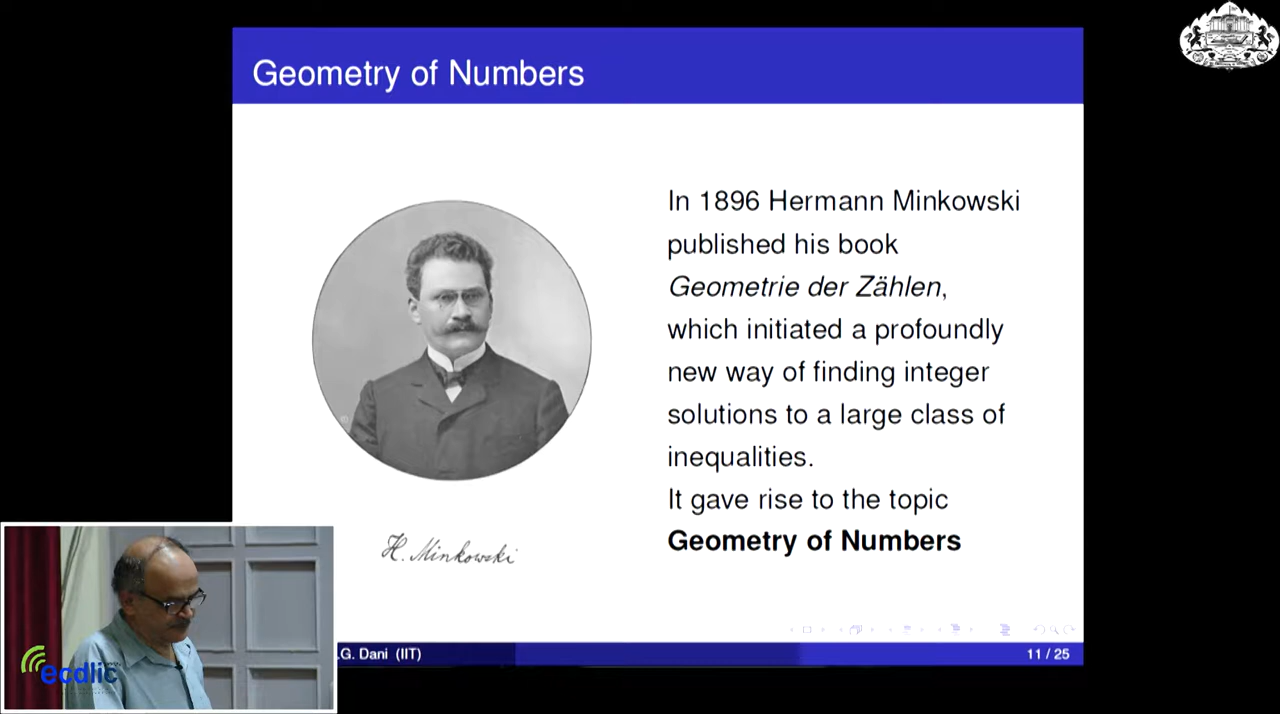 Geometry of Numbers
In 1896 Hermann Minkowski
published his book
Geometrie der Zählen,
which initiated a profoundly
new way of finding integer
solutions to a large class of
inequalities.
It gave rise to the topic
Geometry of Numbers
H. Minkowski
ecdlic
.G. Dani (IIT)
11 / 25